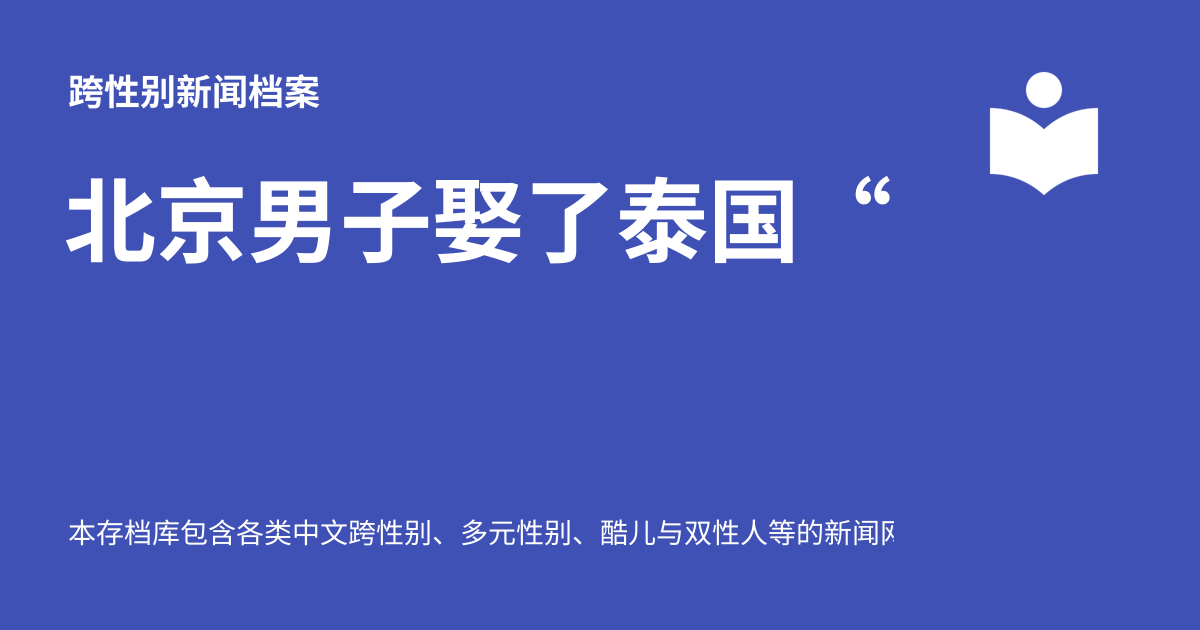 跨性别新闻档案
北京男子娶了泰国“
本存档库包含各类中文跨性别、多元性别、酷儿与双性人等的新闻